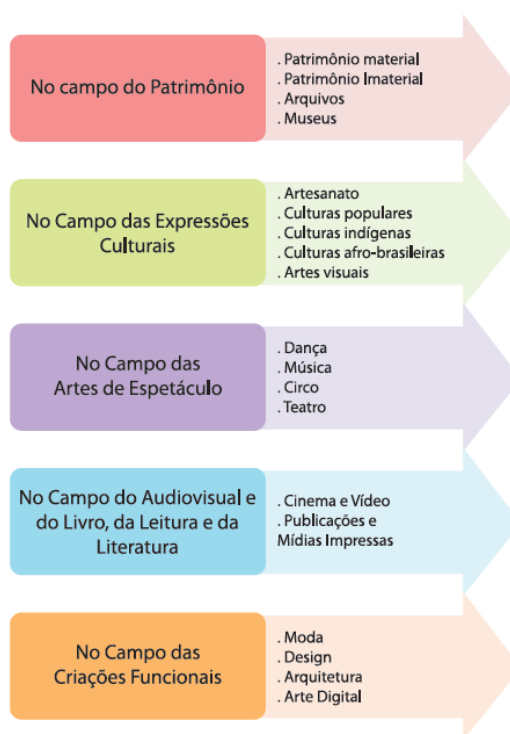 No campo do Patrimônio
. Patrimônio material
. Patrimônio Imaterial
. Arquivos
. Museus
No Campo das Expressões
Culturais
. Artesanato
. Culturas populares
. Culturas indígenas
. Culturas afro-brasileiras
. Artes visuais
No Campo das
Artes de Espetáculo
. Dança
. Música
. Circo
. Teatro
No Campo do Audiovisual e
do Livro, da Leitura e da
Literatura
. Cinema e Vídeo
. Publicações e
Mídias Impressas
No Campo das
Criações Funcionais
. Moda
. Design
. Arquitetura
. Arte Digital